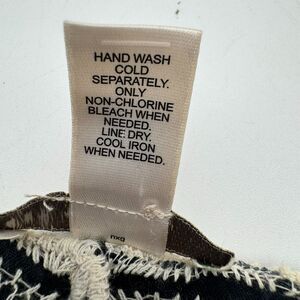 HAND WASH
COLD
SEPARATELY.
ONLY
NON-CHLORINE
BLEACH WHEN
NEEDED.
LINE DRY.
COOL IRON
WHEN NEEDED.